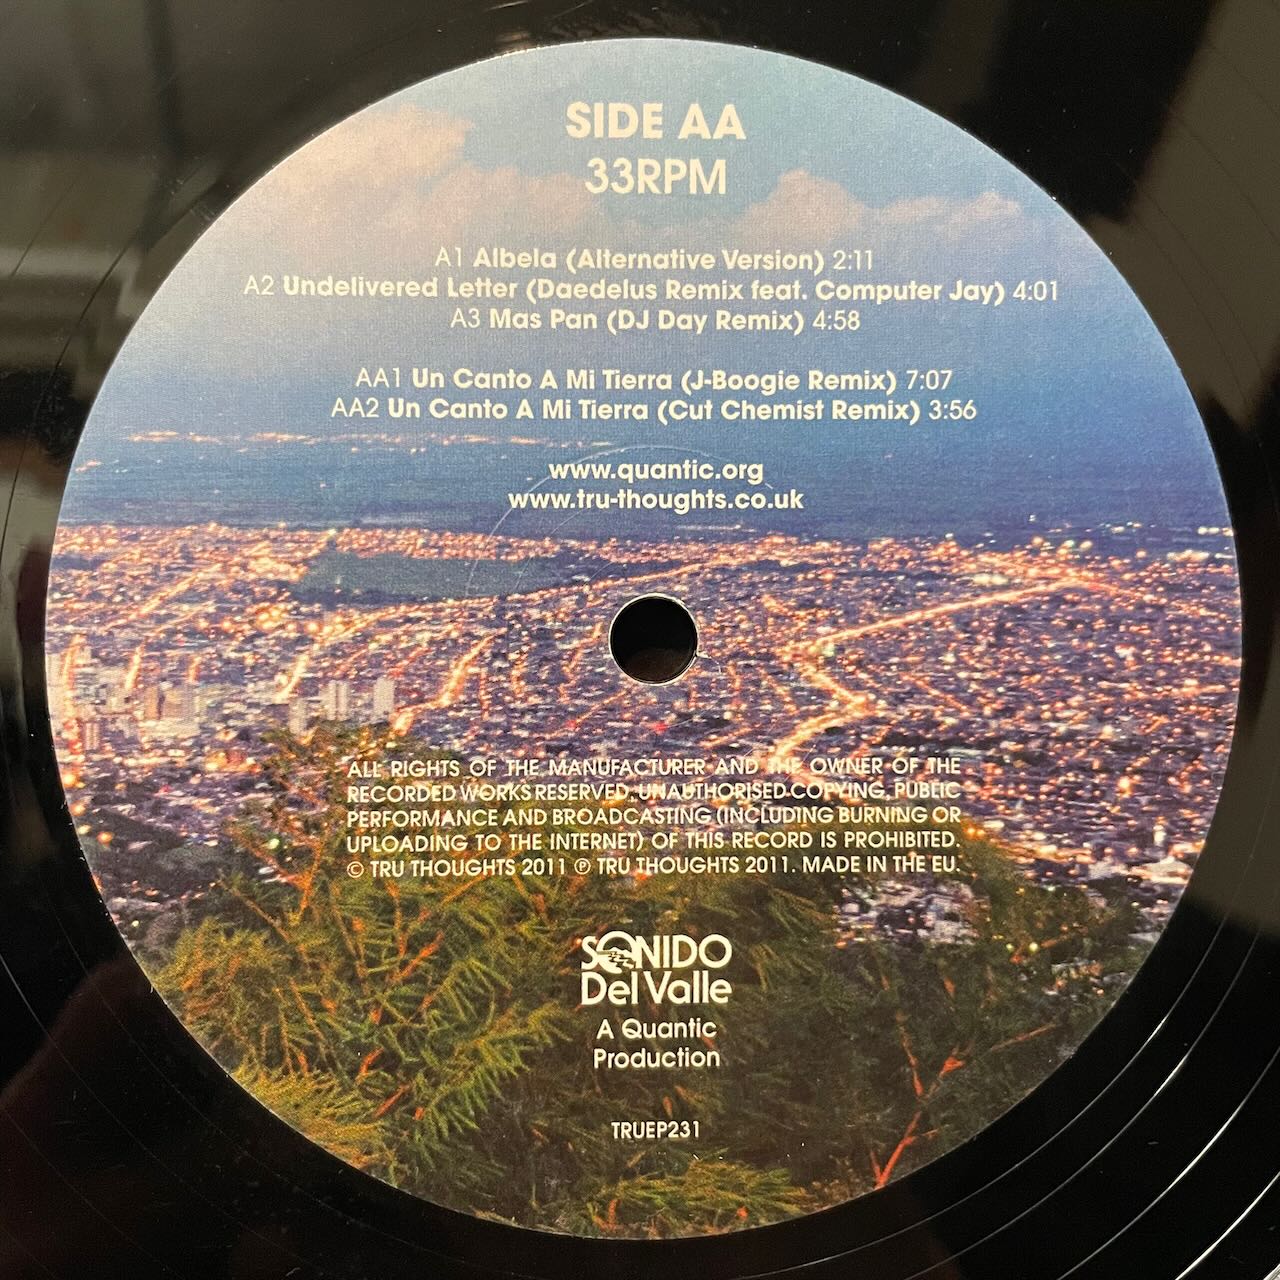 SIDE AA
33RPM
A1 Albela (Alternative Version) 2:11
A2 Undelivered Letter (Daedelus Remix feat. Computer Jay) 4:01
A3 Mas Pan (DJ Day Remix) 4:58
AA1 Un Canto A Mi Tierra (J-Boogie Remix) 7:07
AA2 Un Canto A Mi Tierra (Cut Chemist Remix) 3:56
www.quantic.org
www.tru-thoughts.co.uk
ALL RIGHTS OF THE MANUFACTURER AND THE OWNER OF THE
RECORDED WORKS RESERVED. UNAUTHORISED COPYING, PUBLIC
PERFORMANCE AND BROADCASTING (INCLUDING BURNING OR
UPLOADING TO THE INTERNET) OF THIS RECORD IS PROHIBITED.
© TRU THOUGHTS 2011 ℗ TRU THOUGHTS 2011. MADE IN THE EU.
SONIDO
Del Valle
A Quantic
Production
TRUEP231